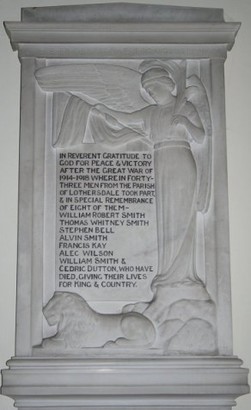 IN REVERENT GRATITUDE TO
GOD FOR PEACE & VICTORY
AFTER THE GREAT WAR OF
1914-1918 WHEREIN FORTY-
THREE MEN FROM THE PARISH
OF LOTHERSDALE TOOK PART,
& IN SPECIAL REMEMBRANCE
OF EIGHT OF THEM-
WILLIAM ROBERT SMITH
THOMAS WHITNEY SMITH
STEPHEN BELL
ALVIN SMITH
FRANCIS KAY
ALEC WILSON
WILLIAM SMITH &
CEDRIC DUTTON, WHO HAVE
DIED, GIVING THEIR LIVES
FOR KING & COUNTRY.